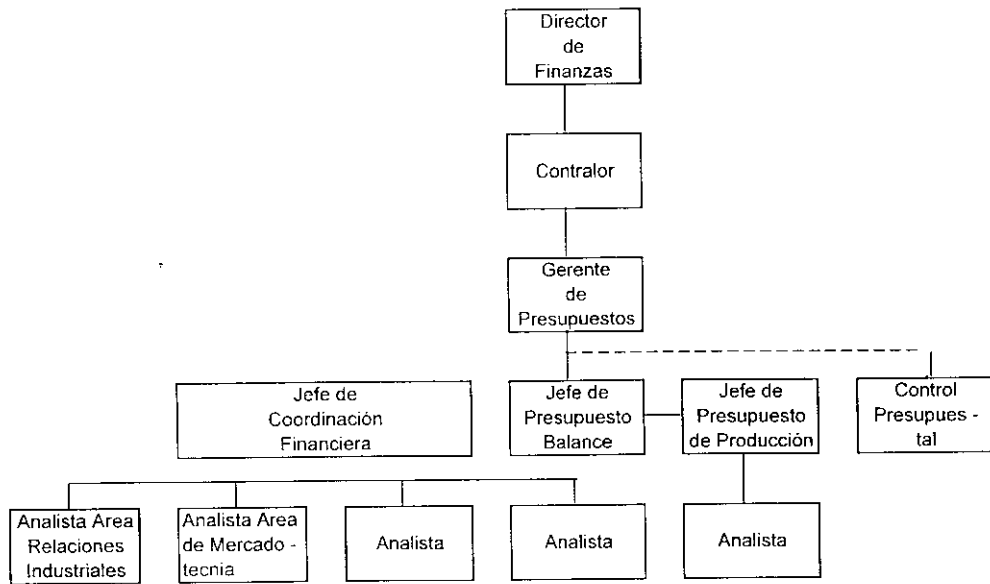 Director
de
Finanzas
Contralor
Gerente
de
Presupuestos
Jefe de
Coordinación
Financiera
Jefe de
Presupuesto
Balance
Jefe de
Presupuesto
de Producción
Control
Presupues -
tal
Analista Area
Relaciones
Industriales
Analista Area
de Mercado -
tecnia
Analista
Analista
Analista